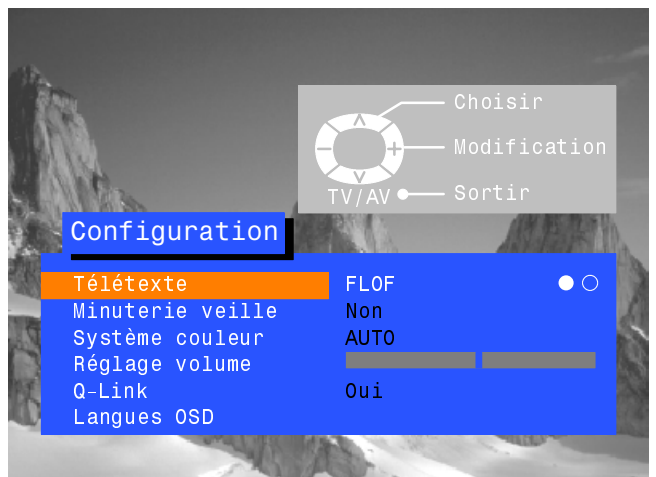 Choisir
Modification
TV/AV Sortir
Configuration
Télétexte FLOF
Minuterie veille Non
Système couleur AUTO
Réglage volume
Q-Link Oui
Langues OSD